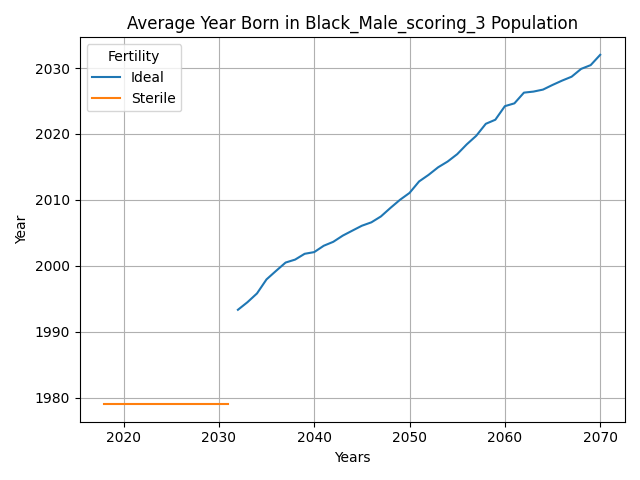 Average Year Born in Black_Male_scoring_3 Population
Fertility
Ideal
Sterile
2030
2020
2010
2000
1990
1980
Year
2020 2030 2040 2050 2060 2070
Years